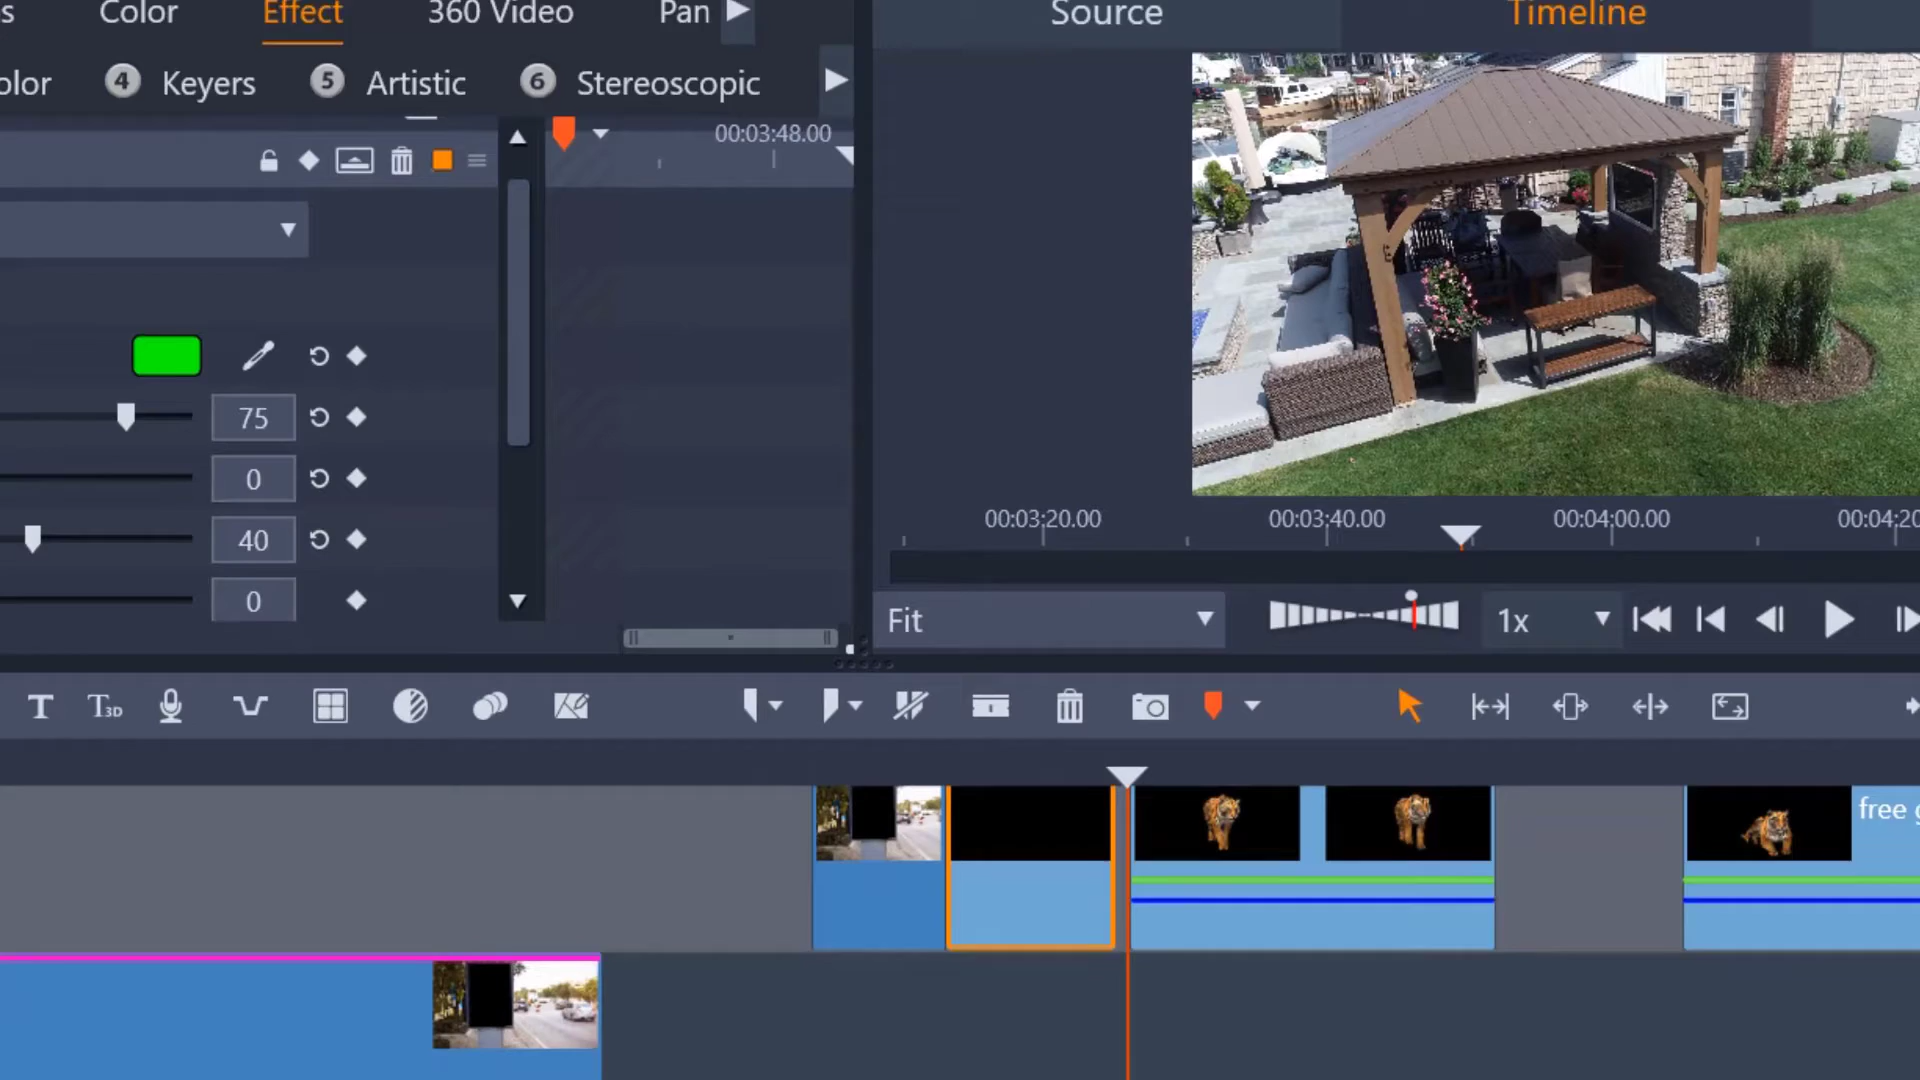 s Color Effect 360 Video Pan
Source Timeline
olor 4 Keyers 5 Artistic 6 Stereoscopic
00:03:48.00
75
0
40
0
00:03:20.00 00:03:40.00 00:04:00.00 00:04:20
Fit 1x
T T3D
free g